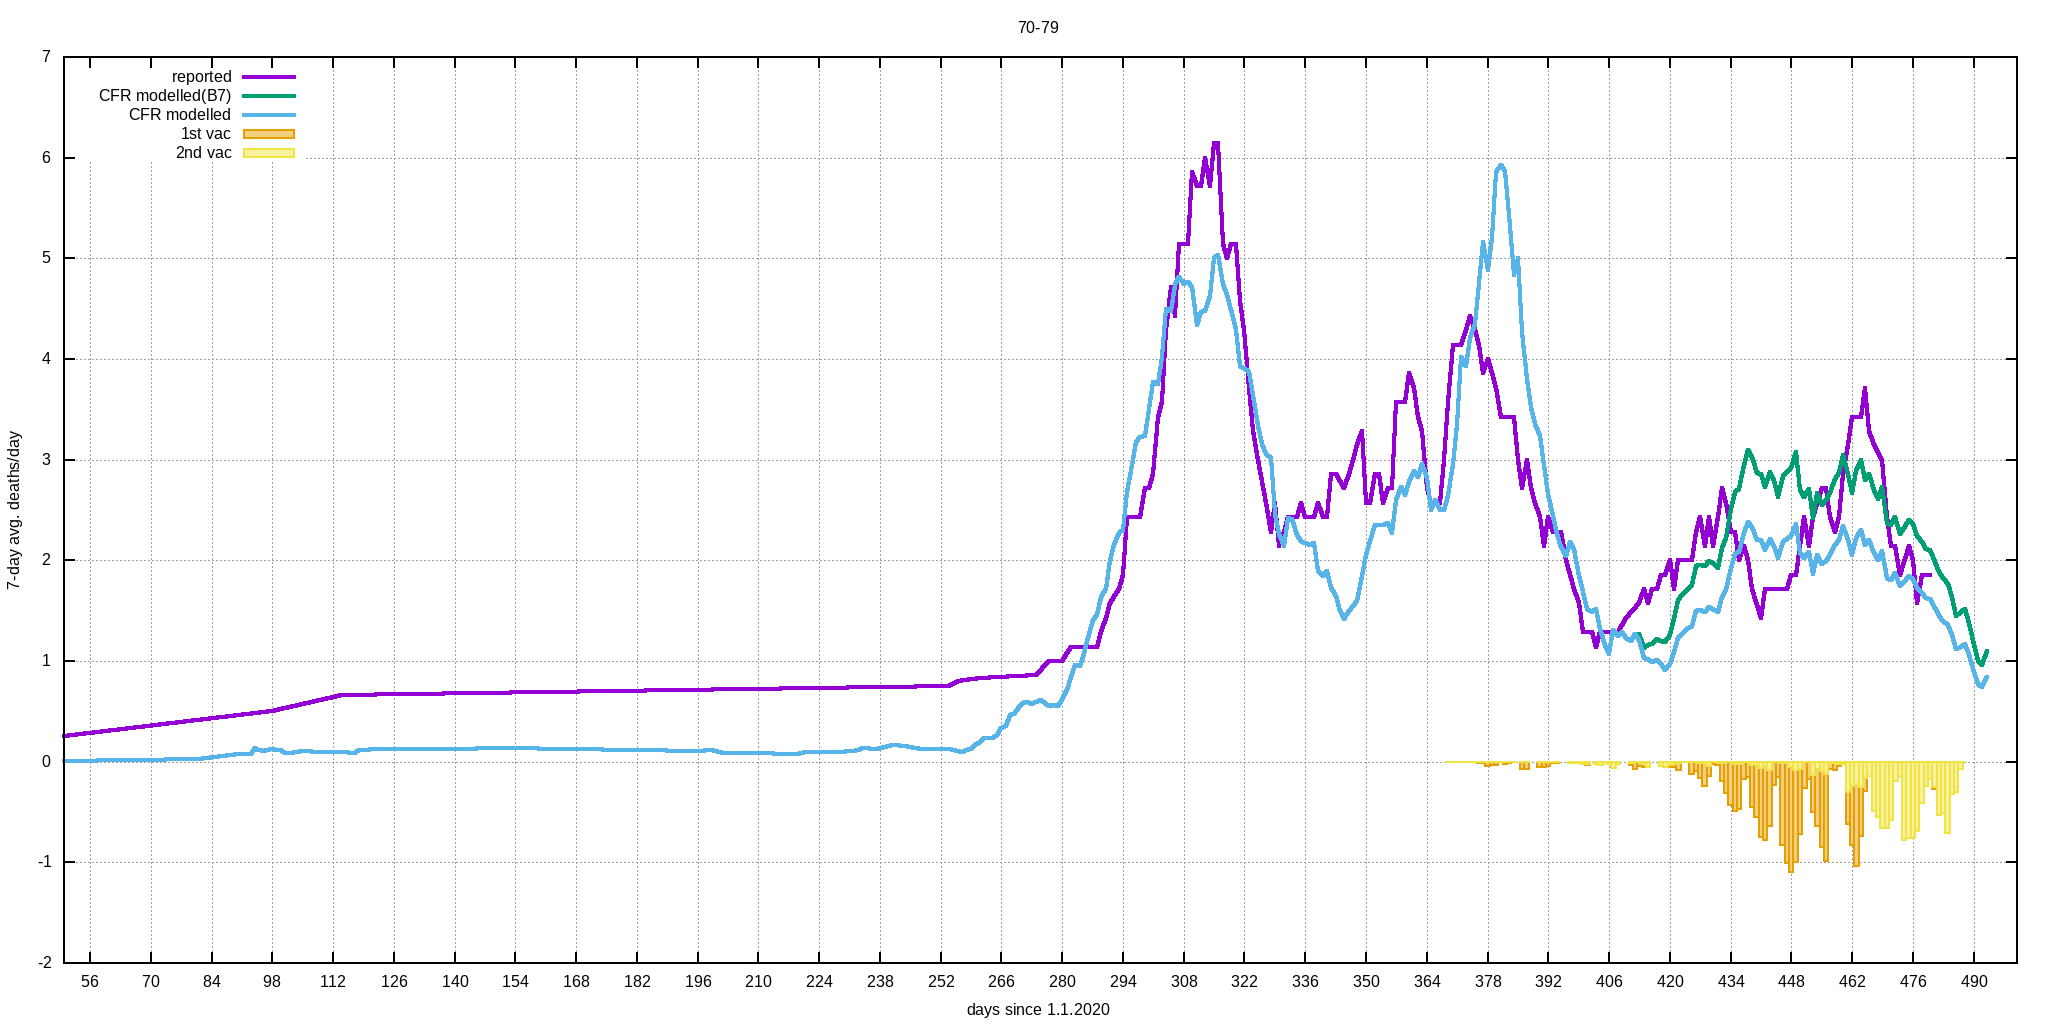 70-79
7
6
5
4
3
2
1
0
-1
-2
7-day avg. deaths/day
reported
CFR modelled(B7)
CFR modelled
1st vac
2nd vac
56 70 84 98 112 126 140 154 168 182 196 210 224 238 252 266 280 294 308 322 336 350 364 378 392 406 420 434 448 462 476 490
days since 1.1.2020